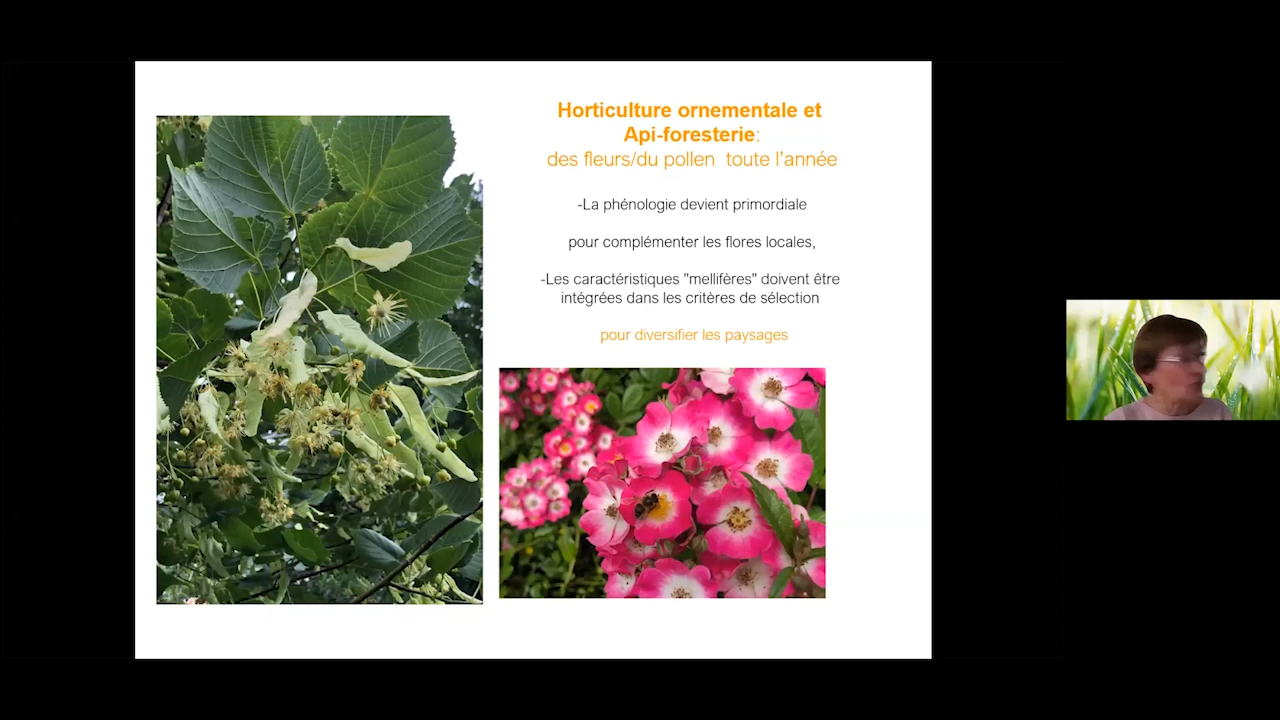 Horticulture ornementale et
Api-foresterie:
des fleurs/du pollen  toute l'année
-La phénologie devient primordiale
pour complémenter les flores locales,
-Les caractéristiques "mellifères" doivent être
intégrées dans les critères de sélection
pour diversifier les paysages